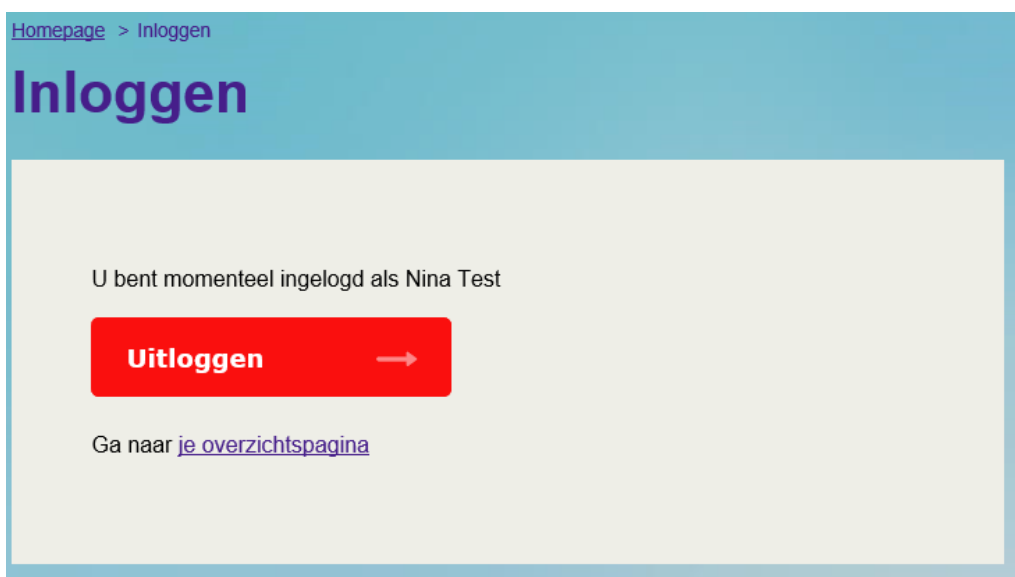 Homepage > Inloggen
Inloggen
U bent momenteel ingelogd als Nina Test
Uitloggen
Ga naar je overzichtspagina